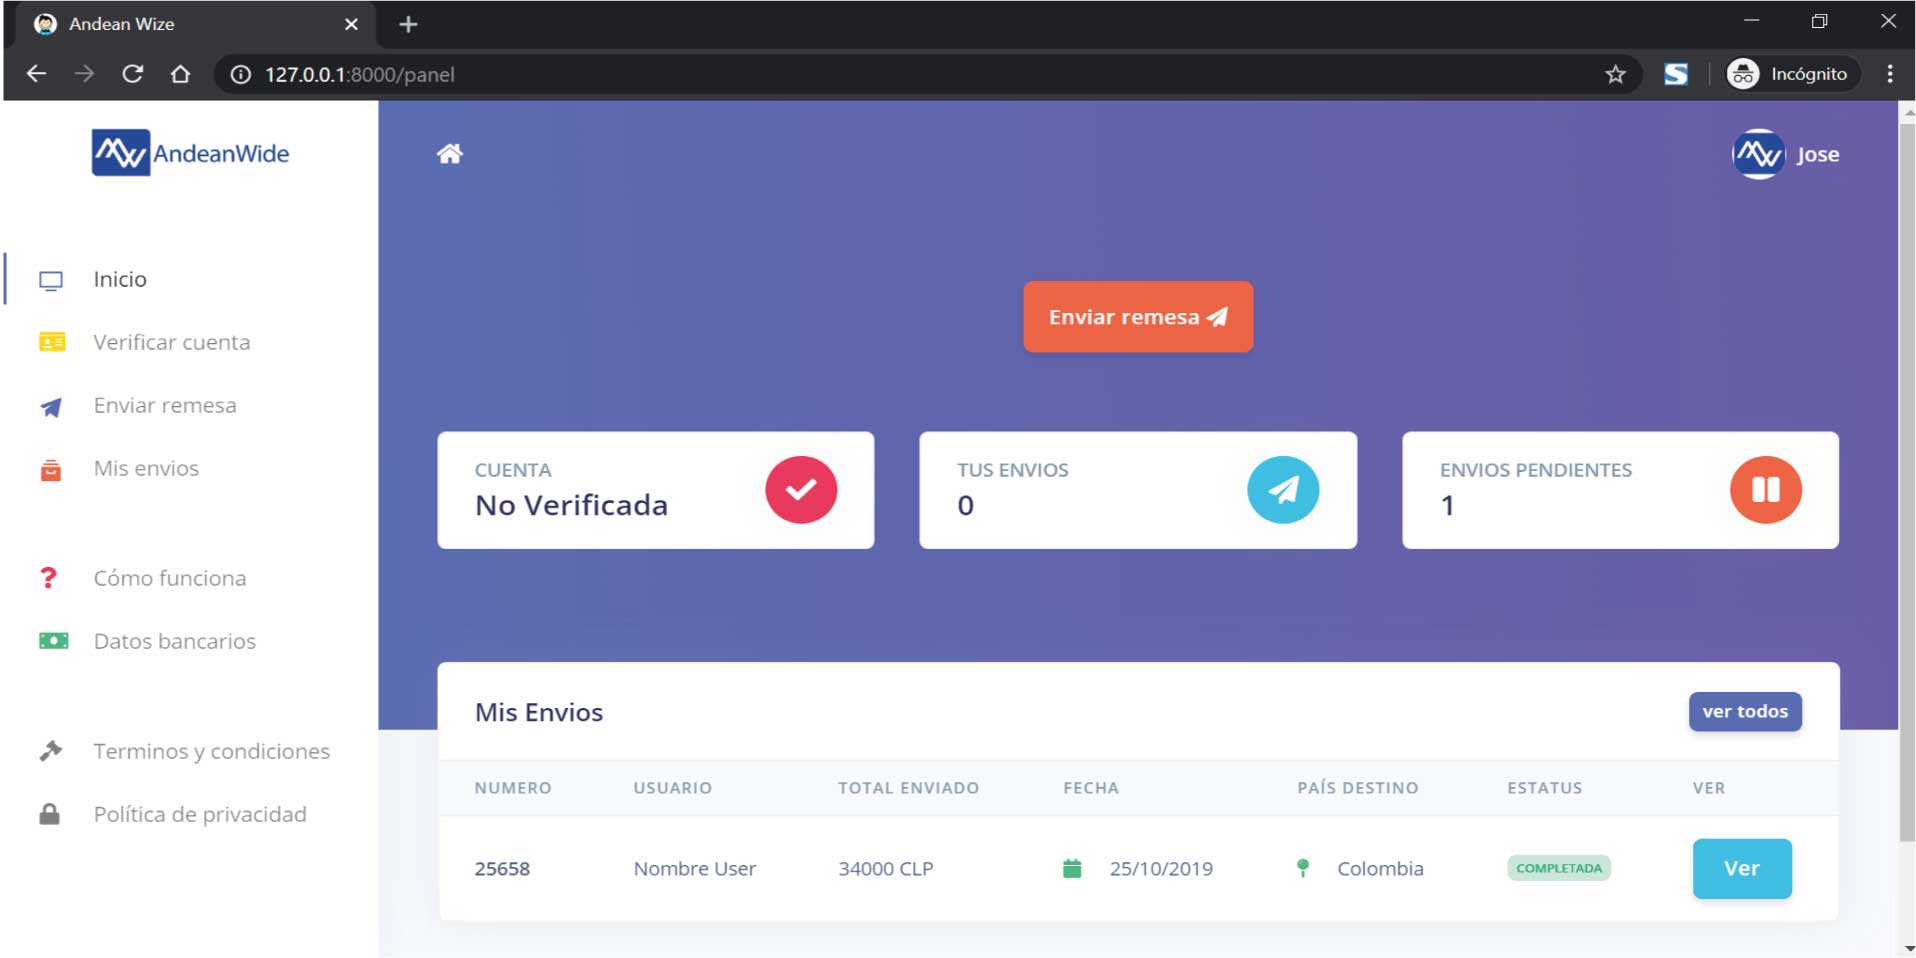 Andean Wize
127.0.0.1:8000/panel
Incógnito
AndeanWide
Jose
Inicio
Verificar cuenta
Enviar remesa
Mis envios
Cómo funciona
Datos bancarios
Terminos y condiciones
Política de privacidad
Enviar remesa
CUENTA
No Verificada
TUS ENVIOS
0
ENVIOS PENDIENTES
1
Mis Envios
ver todos
NUMERO USUARIO TOTAL ENVIADO FECHA PAÍS DESTINO ESTATUS VER
25658 Nombre User 34000 CLP 25/10/2019 Colombia COMPLETADA Ver